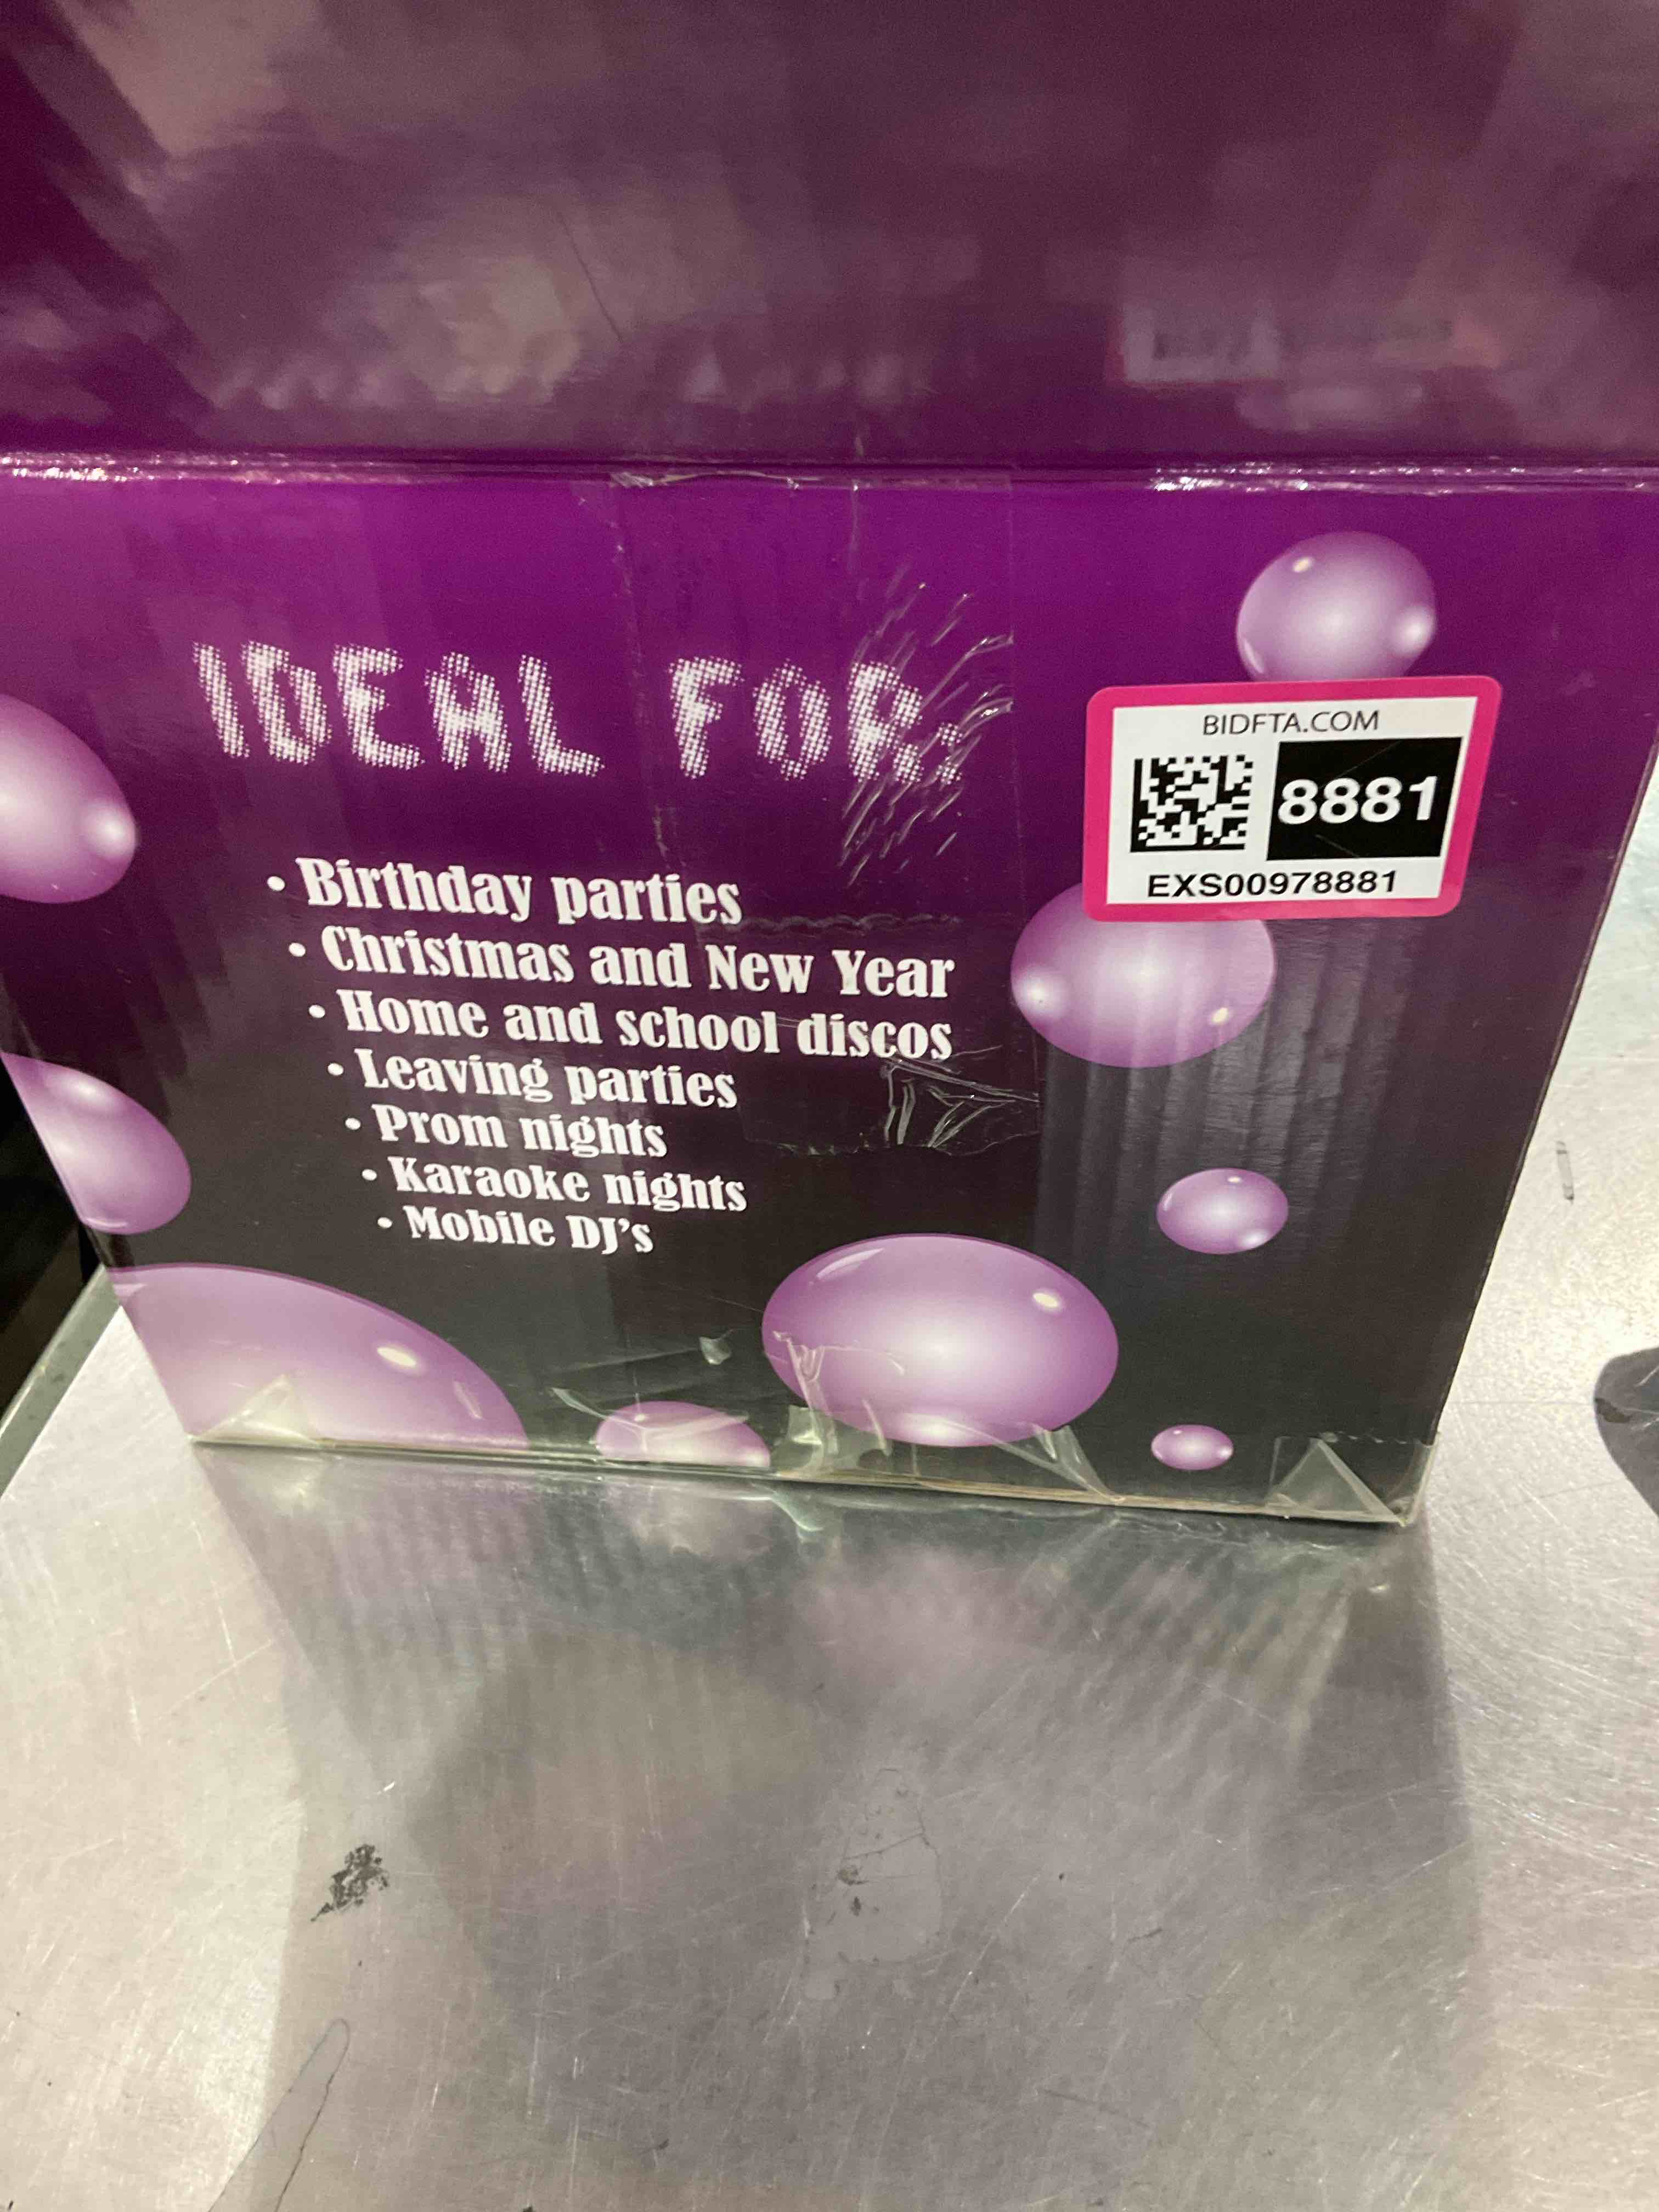 IDEAL FOR:
• Birthday parties
• Christmas and New Year
• Home and school discos
• Leaving parties
• Prom nights
• Karaoke nights
• Mobile DJ's
BIDFTA.COM
8881
EXS00978881